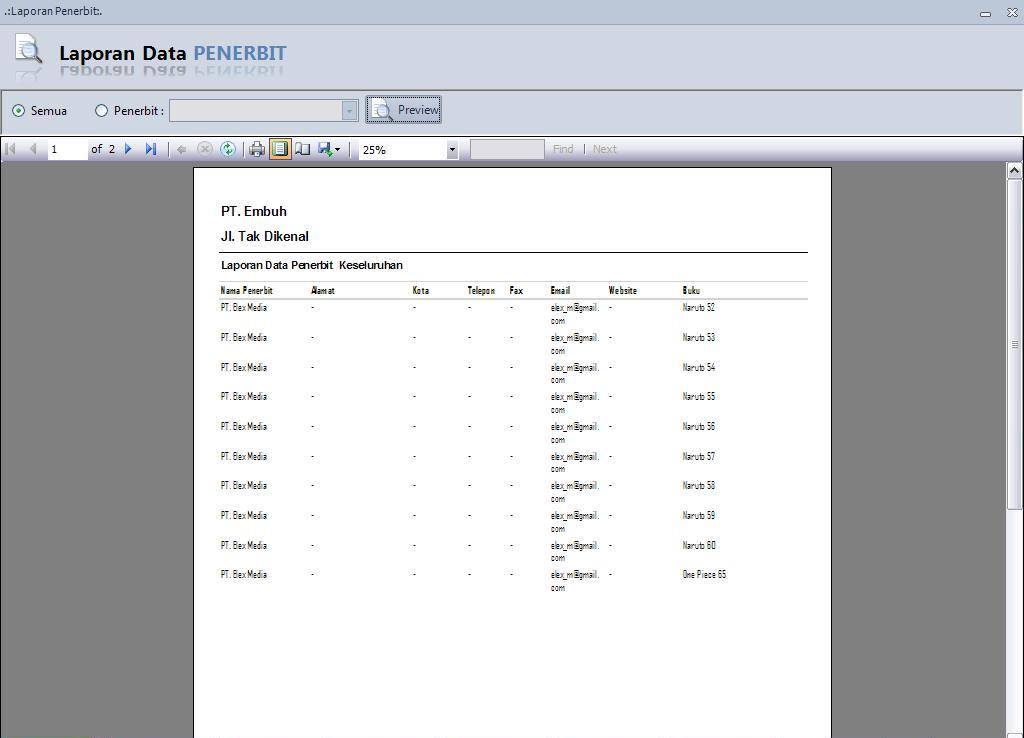 .:Laporan Penerbit:.
Laporan Data PENERBIT
Semua Penerbit : Preview
1 of 2 25% Find | Next
PT. Embuh
Jl. Tak Dikenal
Laporan Data Penerbit Keseluruhan
Nama Penerbit Alamat Kota Telepon Fax Email Website Buku
PT. Elex Media - - - - elex_m@gmail. - Naruto 52
com
PT. Elex Media - - - - elex_m@gmail. - Naruto 53
com
PT. Elex Media - - - - elex_m@gmail. - Naruto 54
com
PT. Elex Media - - - - elex_m@gmail. - Naruto 55
com
PT. Elex Media - - - - elex_m@gmail. - Naruto 56
com
PT. Elex Media - - - - elex_m@gmail. - Naruto 57
com
PT. Elex Media - - - - elex_m@gmail. - Naruto 58
com
PT. Elex Media - - - - elex_m@gmail. - Naruto 59
com
PT. Elex Media - - - - elex_m@gmail. - Naruto 60
com
PT. Elex Media - - - - elex_m@gmail. - One Piece 65
com